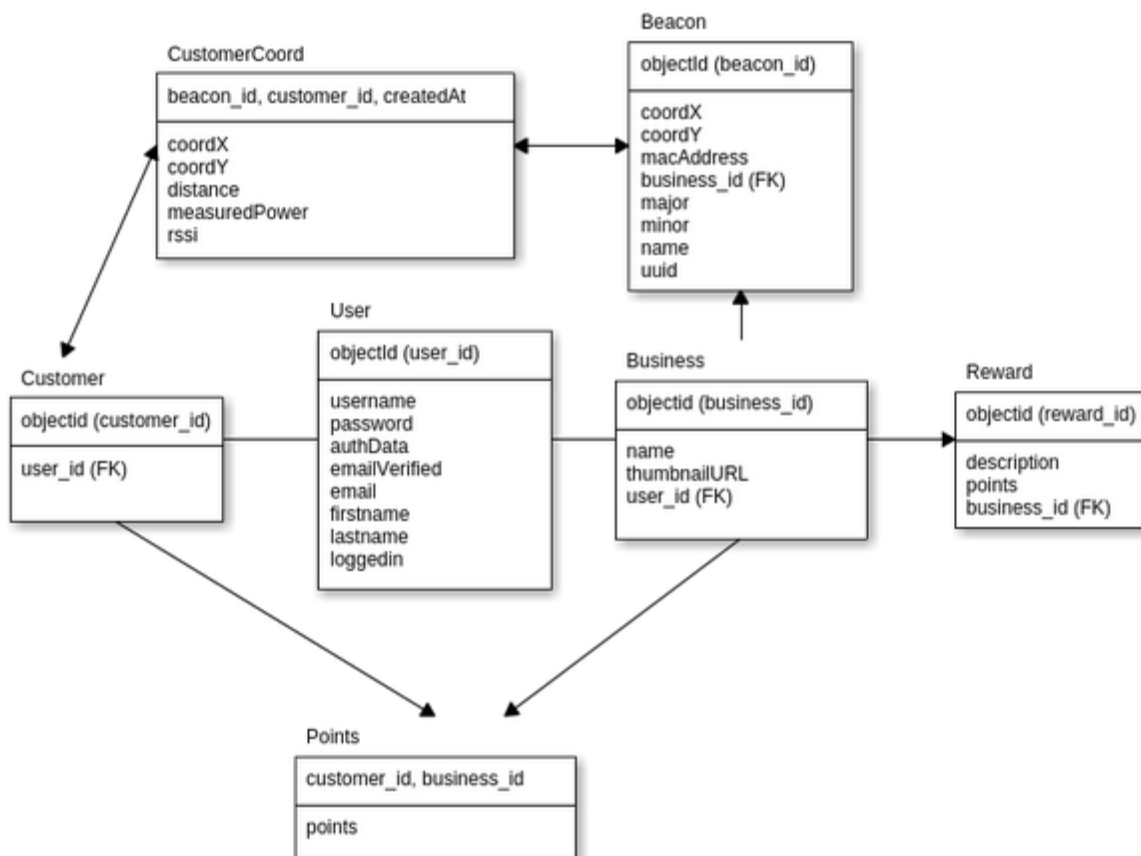 Beacon
objectId (beacon_id)
coordX
coordY
macAddress
business_id (FK)
major
minor
name
uuid
CustomerCoord
beacon_id, customer_id, createdAt
coordX
coordY
distance
measuredPower
rssi
User
objectId (user_id)
username
password
authData
emailVerified
email
firstname
lastname
loggedin
Business
objectid (business_id)
name
thumbnailURL
user_id (FK)
Reward
objectid (reward_id)
description
points
business_id (FK)
Customer
objectid (customer_id)
user_id (FK)
Points
customer_id, business_id
points